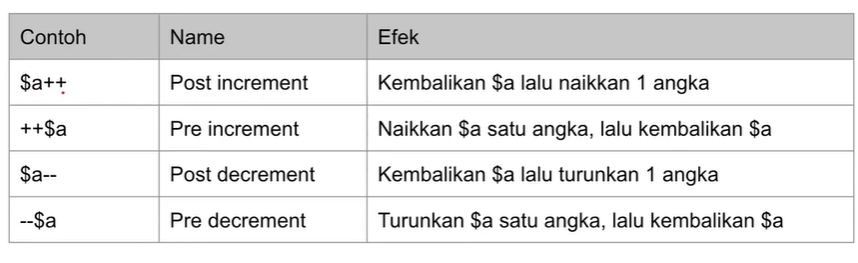 Contoh Name Efek
$a++ Post increment Kembalikan $a lalu naikkan 1 angka
++$a Pre increment Naikkan $a satu angka, lalu kembalikan $a
$a-- Post decrement Kembalikan $a lalu turunkan 1 angka
--$a Pre decrement Turunkan $a satu angka, lalu kembalikan $a